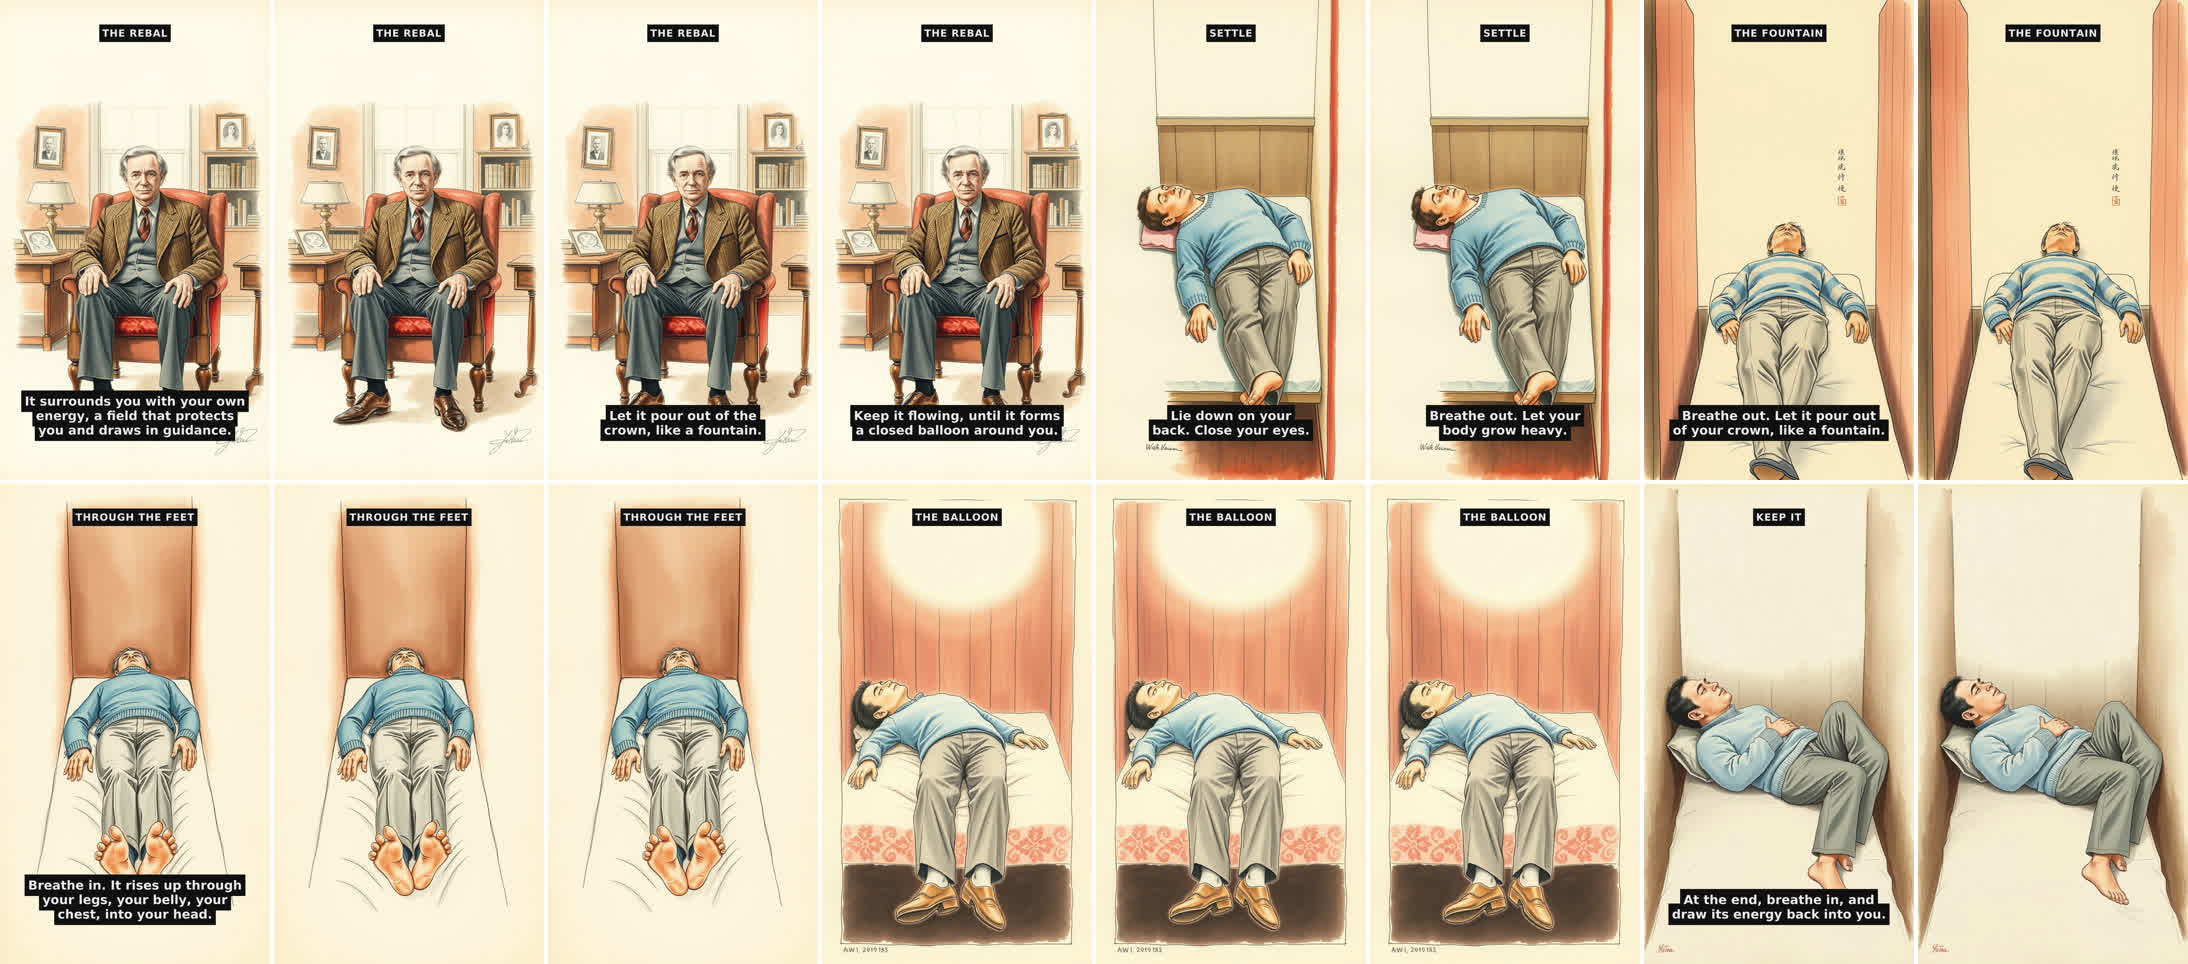 THE REBAL
It surrounds you with your own
energy, a field that protects
you and draws in guidance.
THE REBAL
THE REBAL
Let it pour out of the
crown, like a fountain.
THE REBAL
Keep it flowing, until it forms
a closed balloon around you.
SETTLE
Lie down on your
back. Close your eyes.
SETTLE
Breathe out. Let your
body grow heavy.
THE FOUNTAIN
Breathe out. Let it pour out
of your crown, like a fountain.
THE FOUNTAIN
THROUGH THE FEET
Breathe in. It rises up through
your legs, your belly, your
chest, into your head.
THROUGH THE FEET
THROUGH THE FEET
THE BALLOON
THE BALLOON
THE BALLOON
KEEP IT
At the end, breathe in, and
draw its energy back into you.